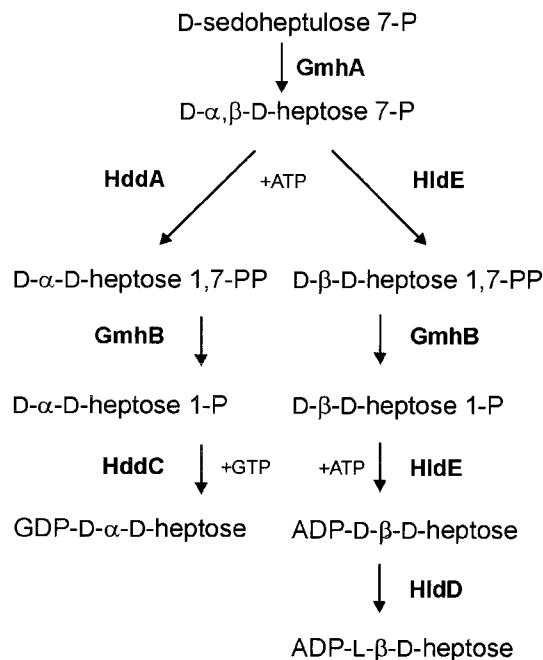 D-sedoheptulose 7-P
GmhA
D-α,β-D-heptose 7-P
HddA +ATP HldE
D-α-D-heptose 1,7-PP D-β-D-heptose 1,7-PP
GmhB GmhB
D-α-D-heptose 1-P D-β-D-heptose 1-P
HddC +GTP +ATP HldE
GDP-D-α-D-heptose ADP-D-β-D-heptose
HldD
ADP-L-β-D-heptose